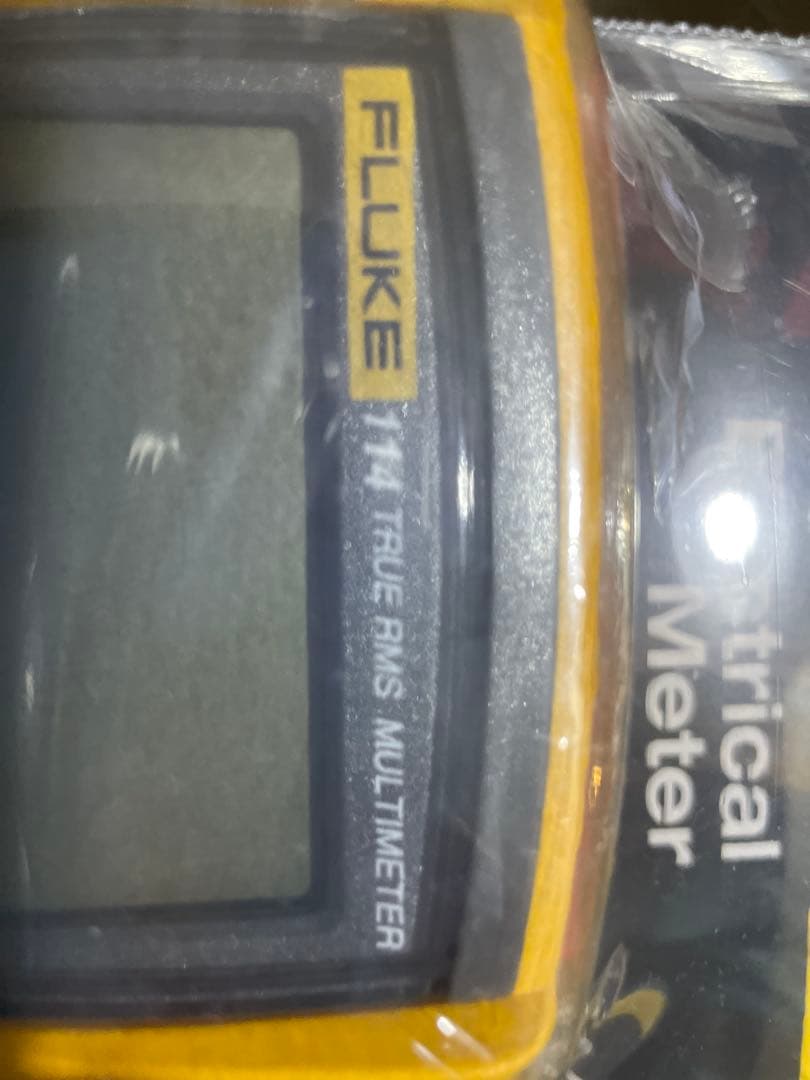 FLUKE 114 TRUE RMS MULTIMETER
trical
Meter